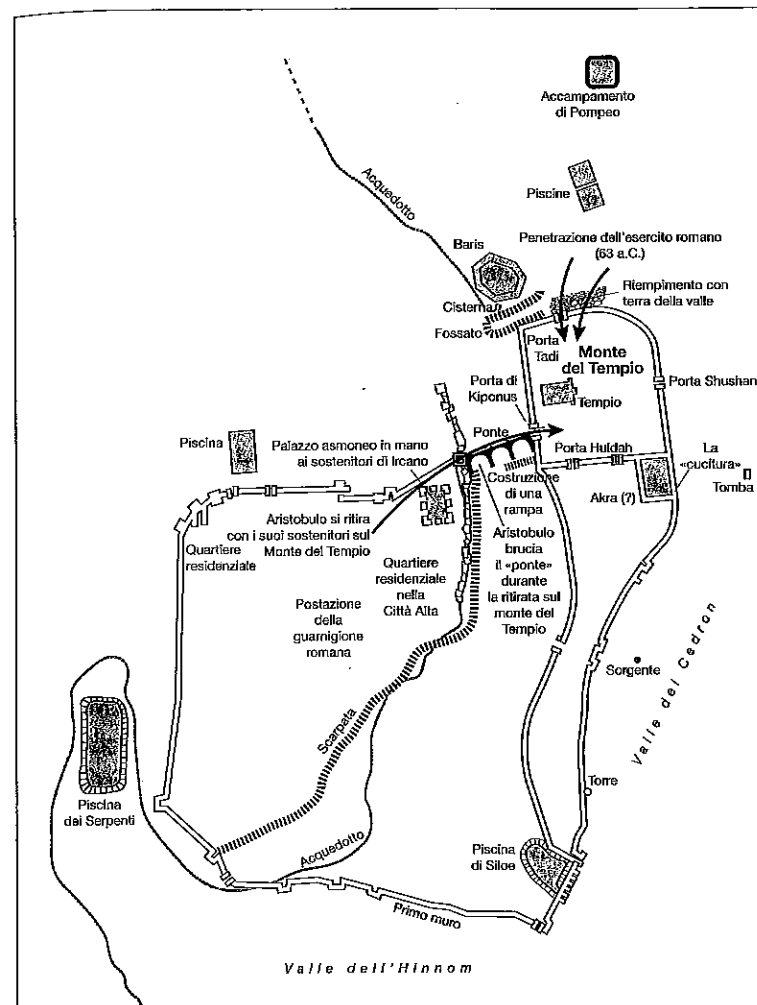 Accampamento
di Pompeo
Acquadotto
Piscine
Penetrazione dell'esercito romano
(63 a.C.)
Baris
Riempimento con
terra della valle
Cisterna
Fossato
Porta
Tadi
Monte
del Tempio
Porta Shushan
Porta di
Kiponus
Tempio
Piscina
Palazzo asmoneo in mano
ai sostenitori di Ircano
Ponte
Porta Huldah
La
«cucitura»
Tomba
Akra (?)
Costruzione
di una
rampa
Aristobulo si ritira
con i suoi sostenitori sul
Monte del Tempio
Quartiere
residenziale
Aristobulo
brucia
il «ponte»
durante
la ritirata sul
monte del
Tempio
Quartiere
residenziale
nella
Città Alta
Postazione
della
guarnigione
romana
Sorgente
Valle del Cedron
Scarpata
Torre
Piscina
dei Serpenti
Acquedotto
Piscina
di Siloe
Primo muro
Valle dell'Hinnom